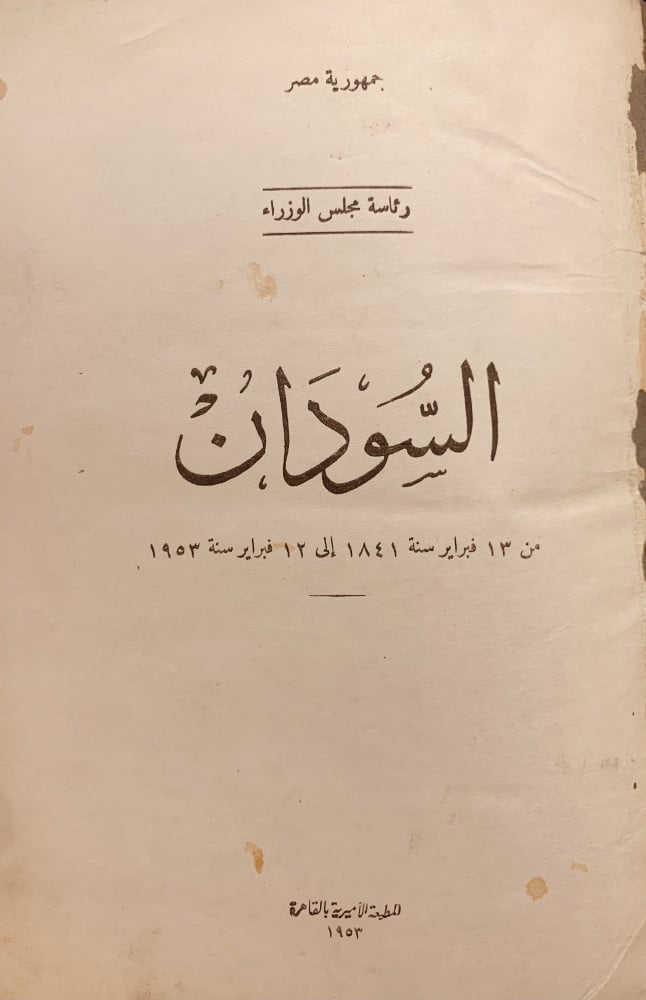 جمهورية مصر
رئاسة مجلس الوزراء
السُّودَان
من ١٣ فبراير سنة ١٨٤١ إلى ١٢ فبراير سنة ١٩٥٣
المطبعة الأميرية بالقاهرة
١٩٥٣